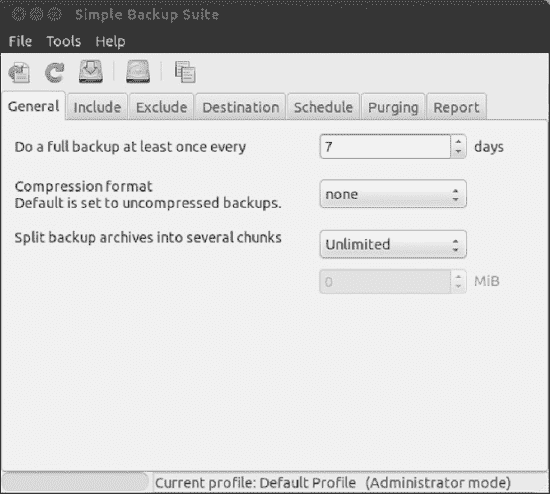 Simple Backup Suite
File Tools Help
General Include Exclude Destination Schedule Purging Report
Do a full backup at least once every 7 days
Compression format
Default is set to uncompressed backups. none
Split backup archives into several chunks Unlimited
0 MiB
Current profile: Default Profile (Administrator mode)